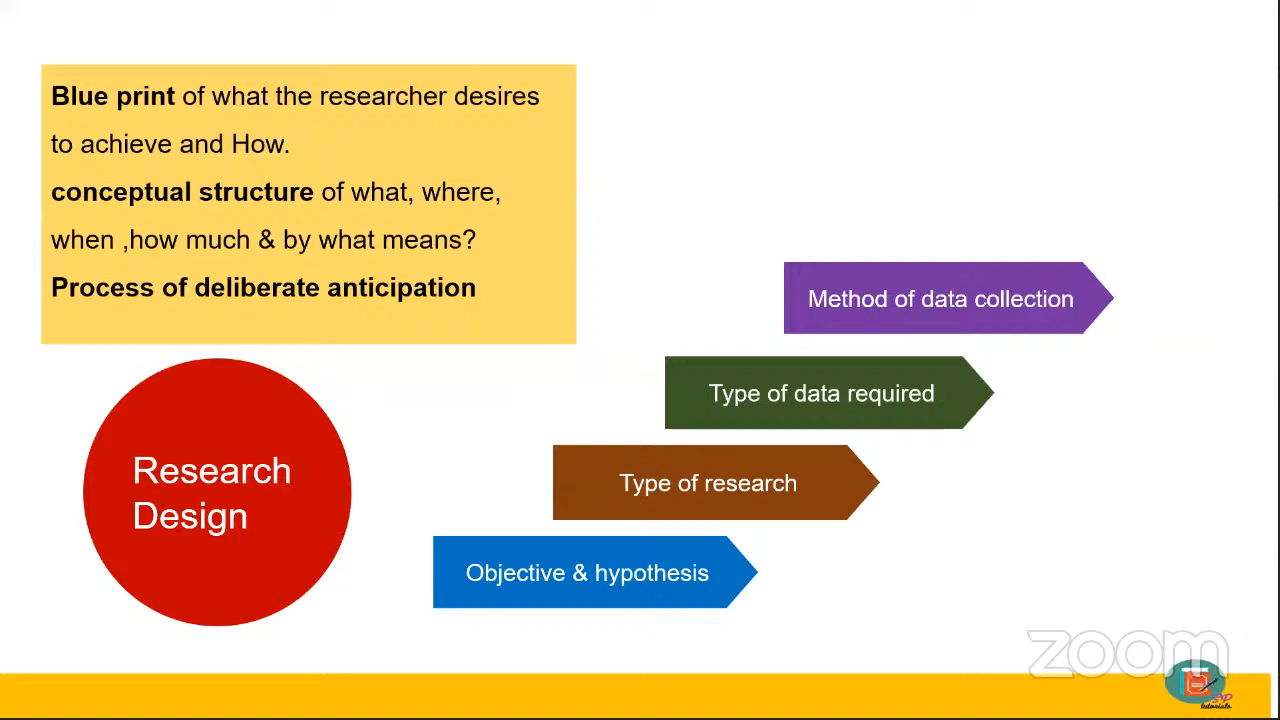 Blue print of what the researcher desires
to achieve and How.
conceptual structure of what, where,
when ,how much & by what means?
Process of deliberate anticipation
Method of data collection
Type of data required
Type of research
Objective & hypothesis
Research
Design
zoom
tutorials